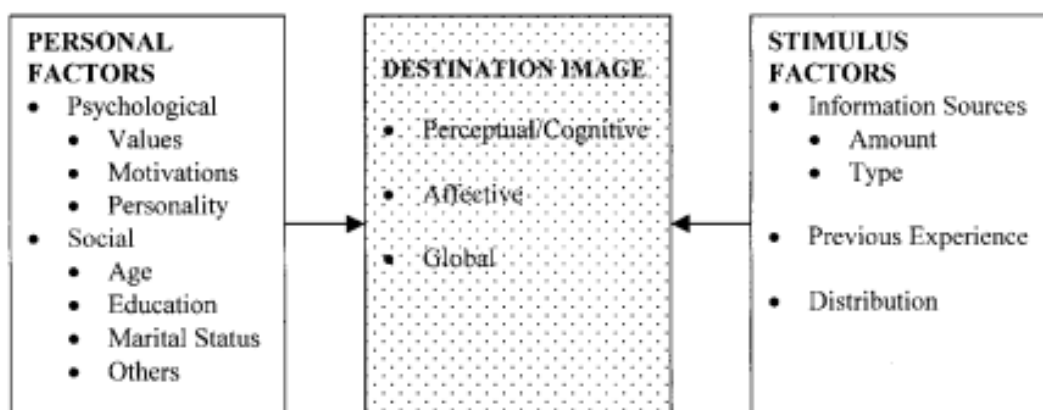 PERSONAL
FACTORS
• Psychological
• Values
• Motivations
• Personality
• Social
• Age
• Education
• Marital Status
• Others
DESTINATION IMAGE
• Perceptual/Cognitive
• Affective
• Global
STIMULUS
FACTORS
• Information Sources
• Amount
• Type
• Previous Experience
• Distribution